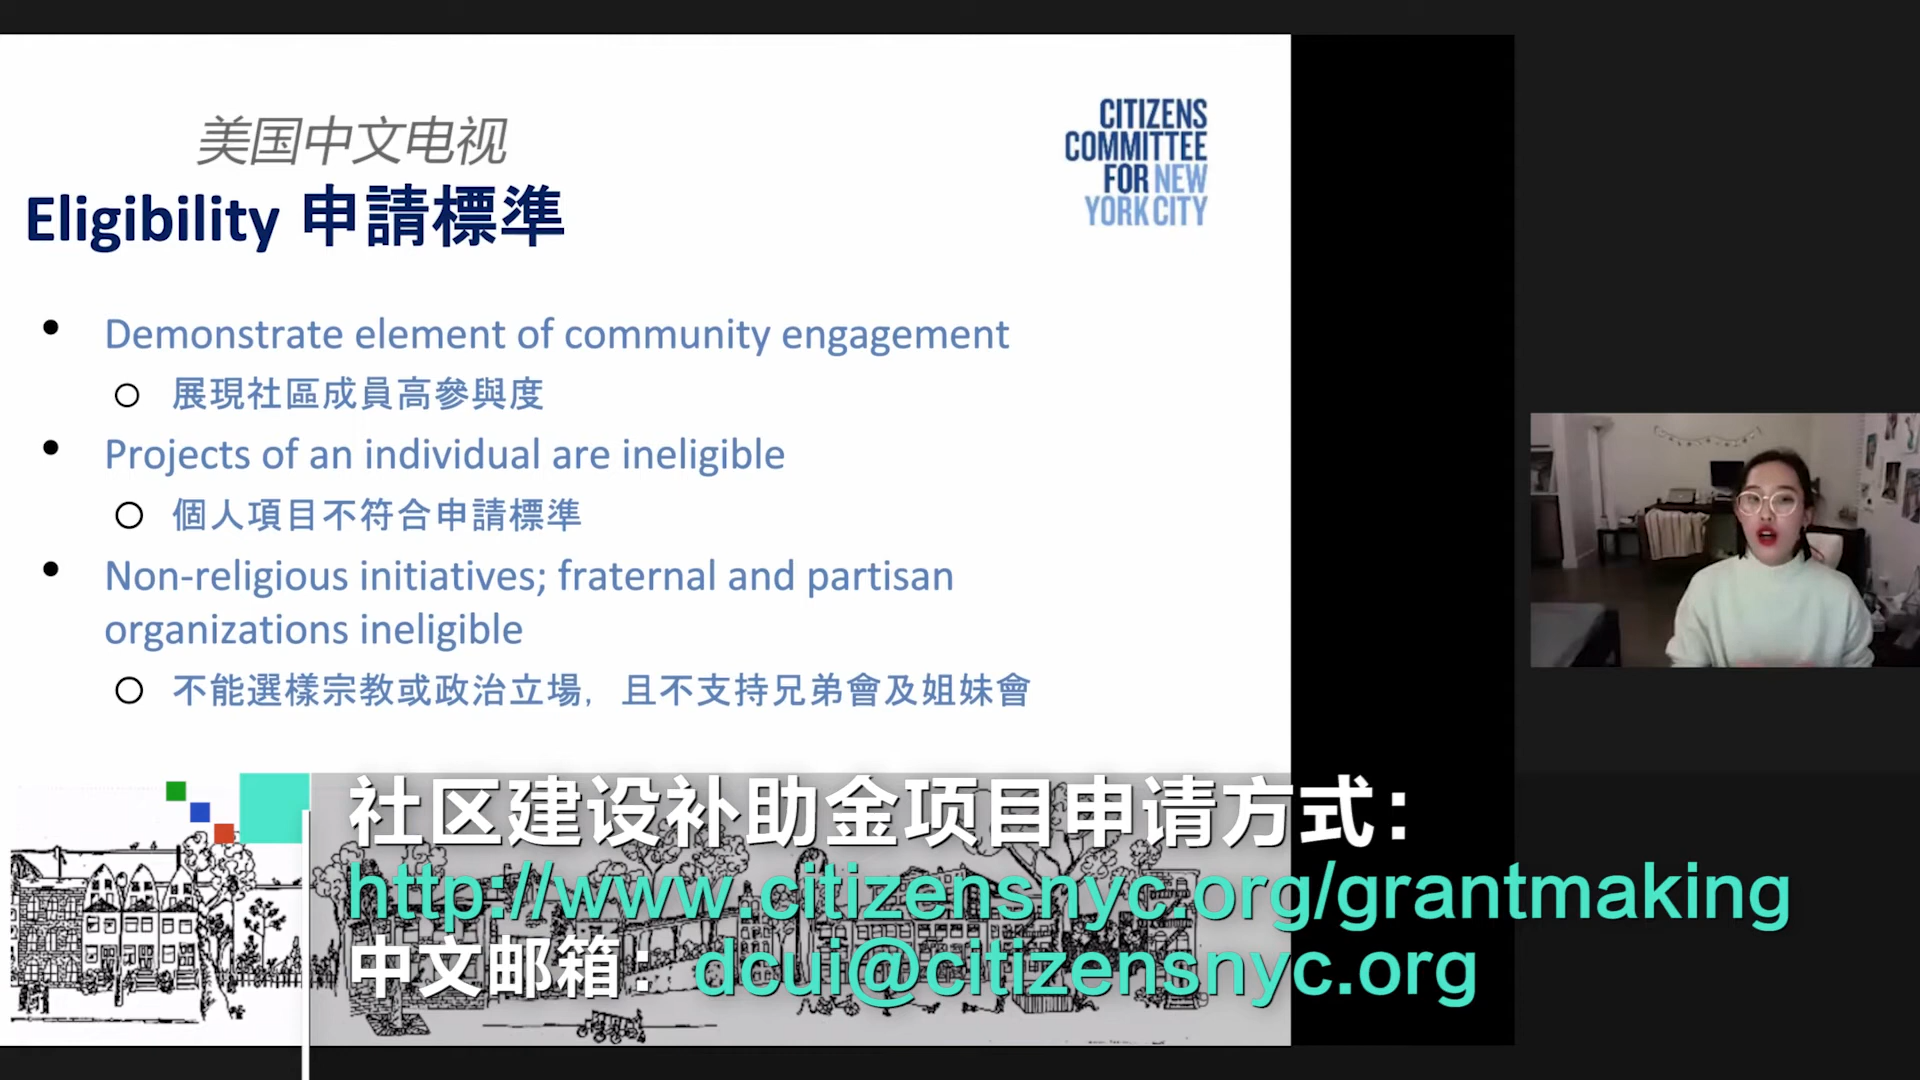 美国中文电视
CITIZENS
COMMITTEE
FOR NEW
YORK CITY
Eligibility 申請標準
• Demonstrate element of community engagement
○ 展現社區成員高參與度
• Projects of an individual are ineligible
○ 個人項目不符合申請標準
• Non-religious initiatives; fraternal and partisan
organizations ineligible
○ 不能選樣宗教或政治立場，且不支持兄弟會及姐妹會
社区建设补助金项目申请方式：
http://www.citizensnyc.org/grantmaking
中文邮箱：dcui@citizensnyc.org